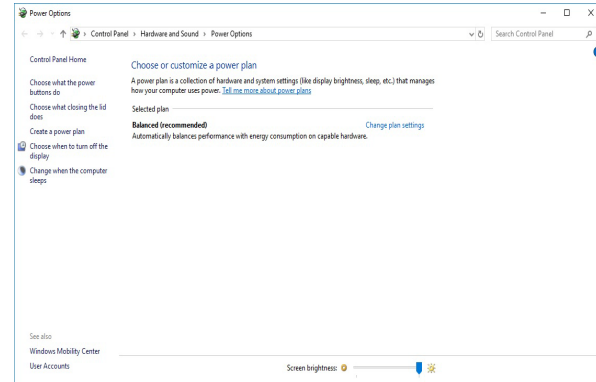 Power Options
Control Panel > Hardware and Sound > Power Options
Search Control Panel
Control Panel Home
Choose what the power
buttons do
Choose what closing the lid
does
Create a power plan
Choose when to turn off the
display
Change when the computer
sleeps
Choose or customize a power plan
A power plan is a collection of hardware and system settings (like display brightness, sleep, etc.) that manages
how your computer uses power. Tell me more about power plans
Selected plan
Balanced (recommended) Change plan settings
Automatically balances performance with energy consumption on capable hardware.
See also
Windows Mobility Center
User Accounts
Screen brightness: